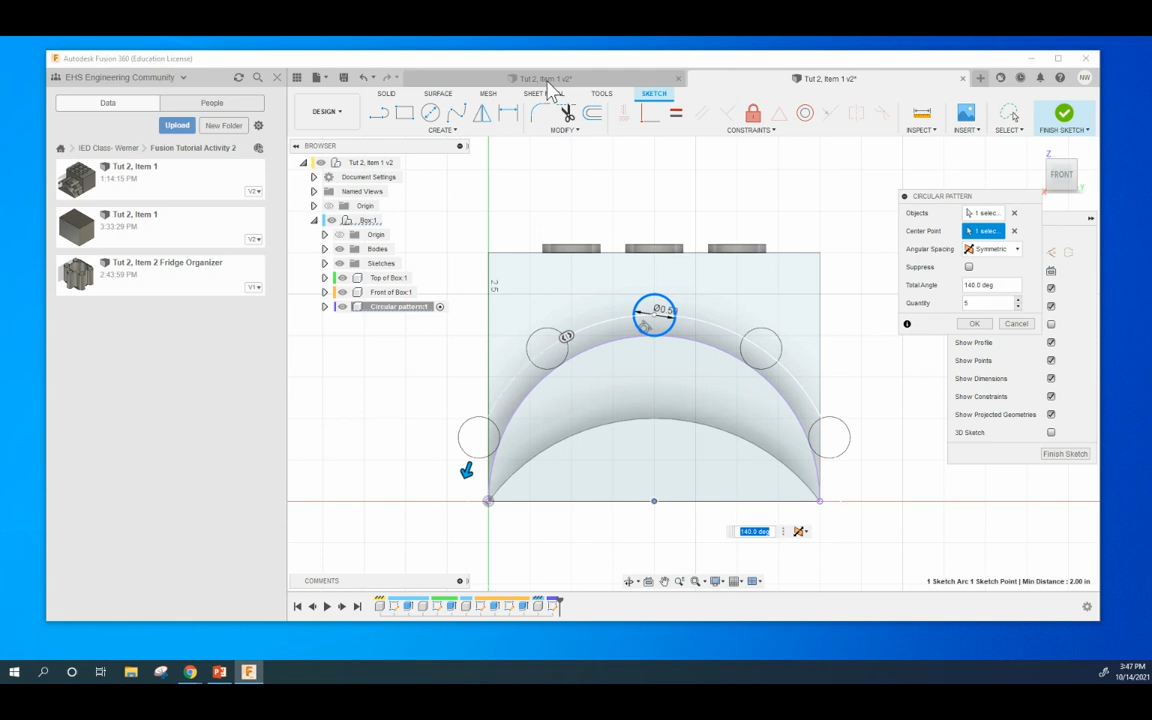 Autodesk Fusion 360 (Education License)
EHS Engineering Community
Tut 2, Item 1 v2*
Tut 2, Item 1 v2*
NW
Data
People
SOLID
SURFACE
MESH
SHEET
TOOLS
SKETCH
DESIGN
Upload
New Folder
CREATE
MODIFY
CONSTRAINTS
INSPECT
INSERT
SELECT
FINISH SKETCH
IED Class- Werner
Fusion Tutorial Activity 2
BROWSER
Tut 2, Item 1
1:14:15 PM
V2
Tut 2, Item 1
3:33:29 PM
V2
Tut 2, Item 2 Fridge Organizer
2:43:59 PM
V1
Tut 2, Item 1 v2
Document Settings
Named Views
Origin
Box:1
Origin
Bodies
Sketches
Top of Box:1
Front of Box:1
Circular pattern:1
2.5
Z
FRONT
X
Y
CIRCULAR PATTERN
Objects
1 selec...
Center Point
1 selec...
Angular Spacing
Symmetric
Suppress
Total Angle
140.0 deg
Quantity
5
OK
Cancel
Show Profile
Show Points
Show Dimensions
Show Constraints
Show Projected Geometries
3D Sketch
Finish Sketch
140.0 deg
COMMENTS
1 Sketch Arc 1 Sketch Point | Min Distance : 2.00 in
3:47 PM
10/14/2021